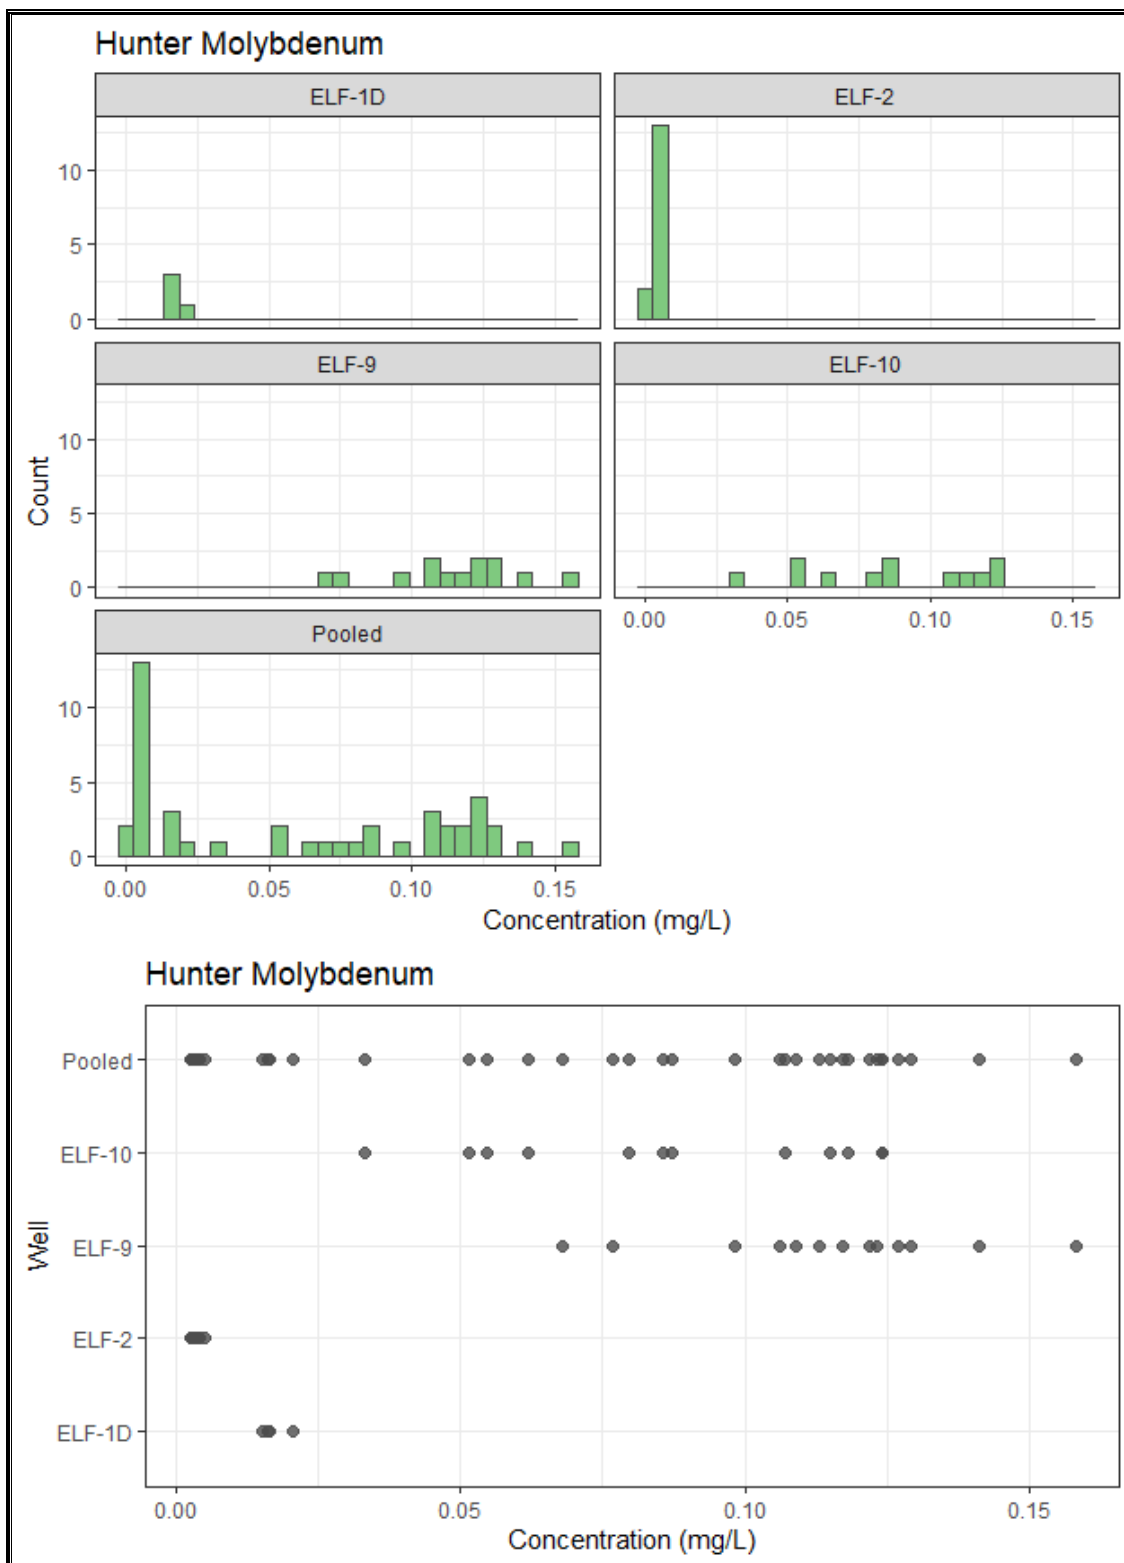 Hunter Molybdenum
ELF-1D
ELF-2
10
5
0
ELF-9
ELF-10
10
5
0
Count
0.00 0.05 0.10 0.15
Pooled
10
5
0
0.00 0.05 0.10 0.15
Concentration (mg/L)
Hunter Molybdenum
Pooled
ELF-10
ELF-9
ELF-2
ELF-1D
Well
0.00 0.05 0.10 0.15
Concentration (mg/L)